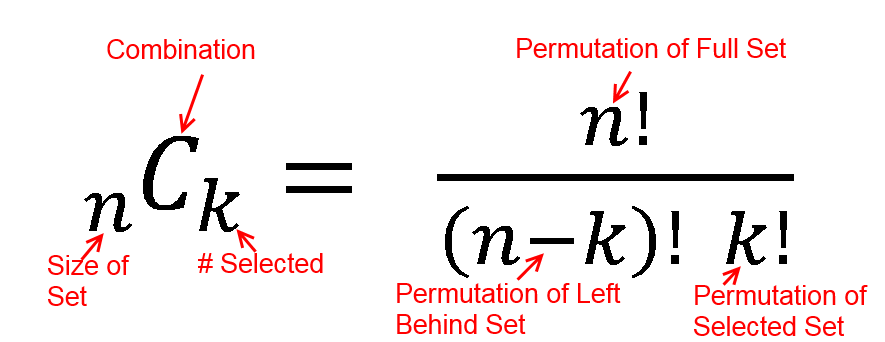 Combination
Permutation of Full Set
nCk = n!
(n−k)! k!
Size of
Set
# Selected
Permutation of Left
Behind Set
Permutation of
Selected Set